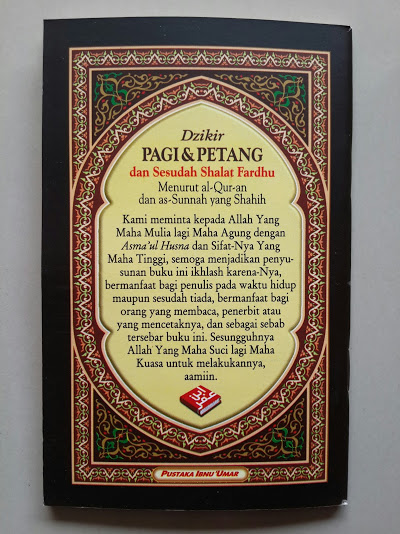 Dzikir
PAGI & PETANG
dan Sesudah Shalat Fardhu
Menurut al-Qur-an
dan as-Sunnah yang Shahih
Kami meminta kepada Allah Yang
Maha Mulia lagi Maha Agung dengan
Asma'ul Husna dan Sifat-Nya Yang
Maha Tinggi, semoga menjadikan penyu-
sunan buku ini ikhlash karena-Nya,
bermanfaat bagi penulis pada waktu hidup
maupun sesudah tiada, bermanfaat bagi
orang yang membaca, penerbit atau
yang mencetaknya, dan sebagai sebab
tersebar buku ini. Sesungguhnya
Allah Yang Maha Suci lagi Maha
Kuasa untuk melakukannya,
aamiin.
PUSTAKA IBNU 'UMAR